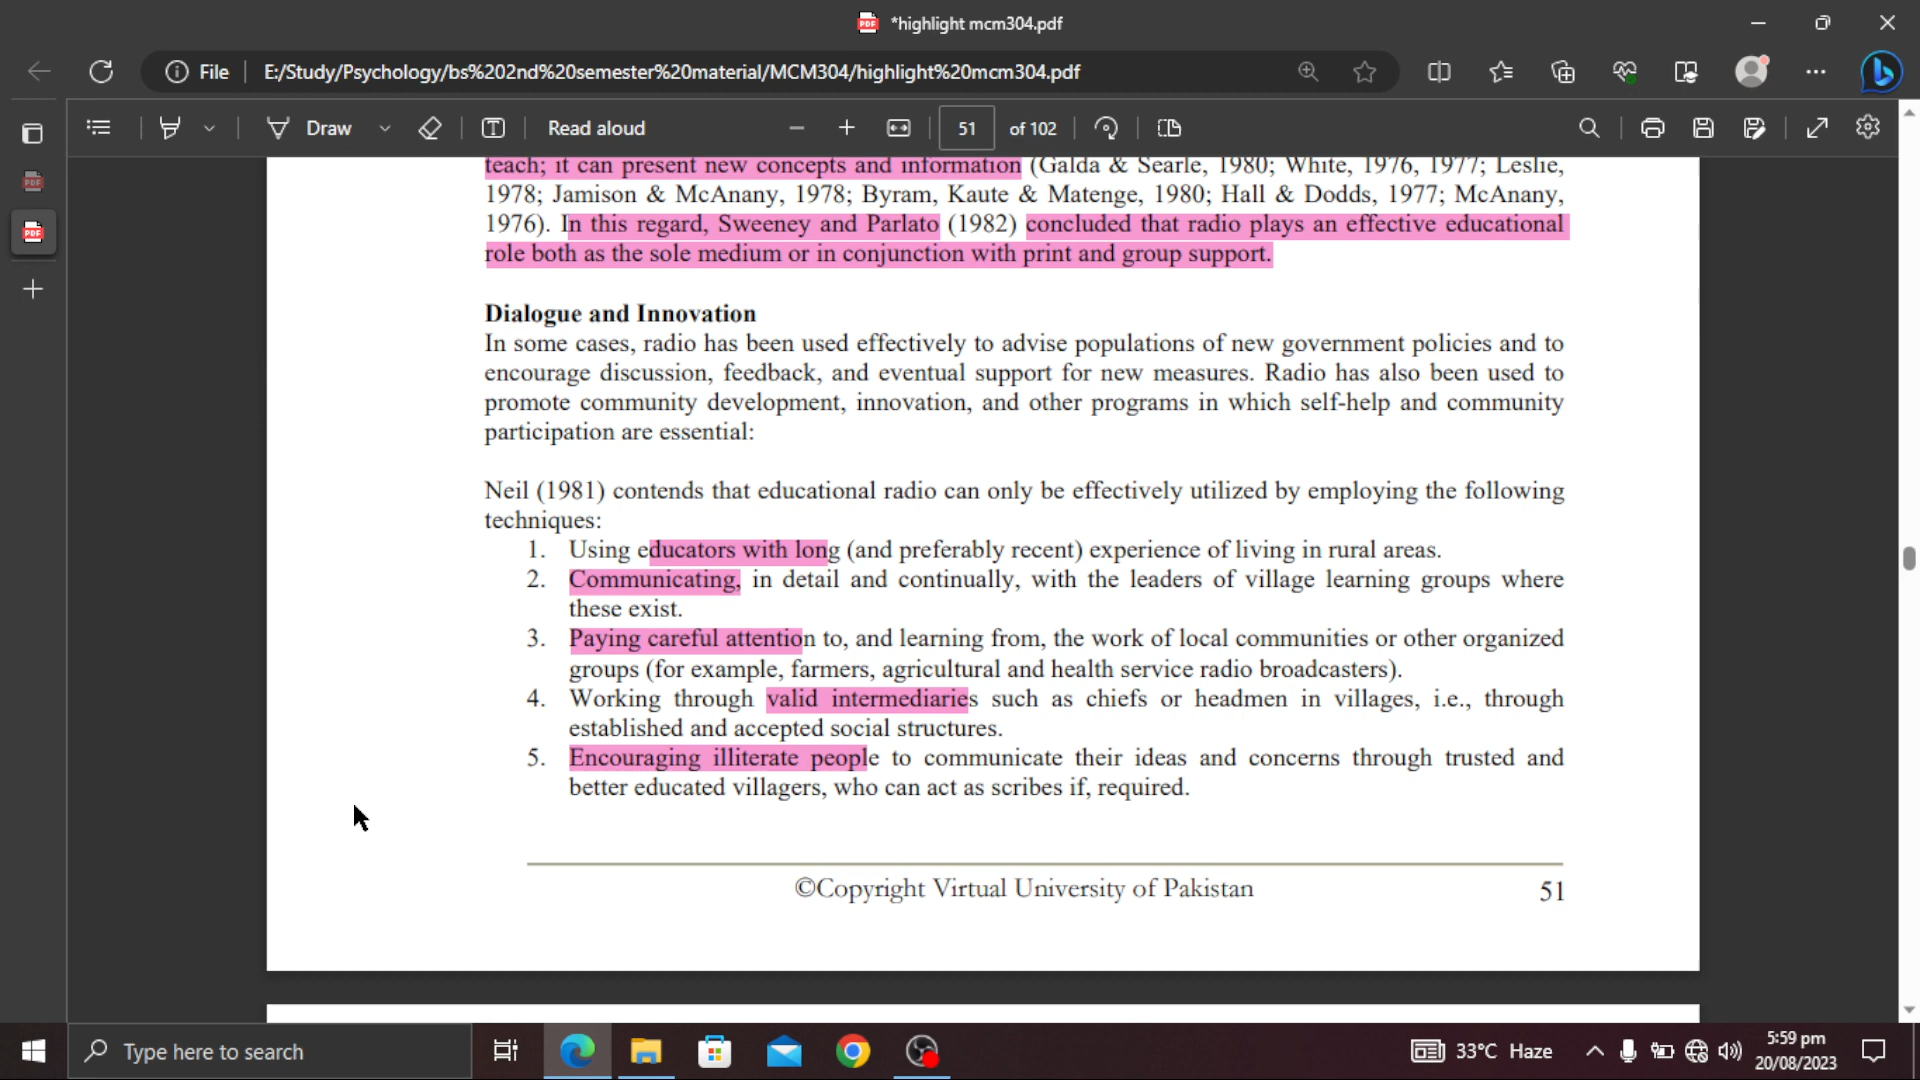 *highlight mcm304.pdf
File
E:/Study/Psychology/bs%202nd%20semester%20material/MCM304/highlight%20mcm304.pdf
Draw
Read aloud
51
of 102
teach; it can present new concepts and information (Galda & Searle, 1980; White, 1976, 1977; Leslie,
1978; Jamison & McAnany, 1978; Byram, Kaute & Matenge, 1980; Hall & Dodds, 1977; McAnany,
1976). In this regard, Sweeney and Parlato (1982) concluded that radio plays an effective educational
role both as the sole medium or in conjunction with print and group support.
Dialogue and Innovation
In some cases, radio has been used effectively to advise populations of new government policies and to
encourage discussion, feedback, and eventual support for new measures. Radio has also been used to
promote community development, innovation, and other programs in which self-help and community
participation are essential:
Neil (1981) contends that educational radio can only be effectively utilized by employing the following
techniques:
1. Using educators with long (and preferably recent) experience of living in rural areas.
2. Communicating, in detail and continually, with the leaders of village learning groups where
these exist.
3. Paying careful attention to, and learning from, the work of local communities or other organized
groups (for example, farmers, agricultural and health service radio broadcasters).
4. Working through valid intermediaries such as chiefs or headmen in villages, i.e., through
established and accepted social structures.
5. Encouraging illiterate people to communicate their ideas and concerns through trusted and
better educated villagers, who can act as scribes if, required.
©Copyright Virtual University of Pakistan
51
Type here to search
33°C Haze
5:59 pm
20/08/2023